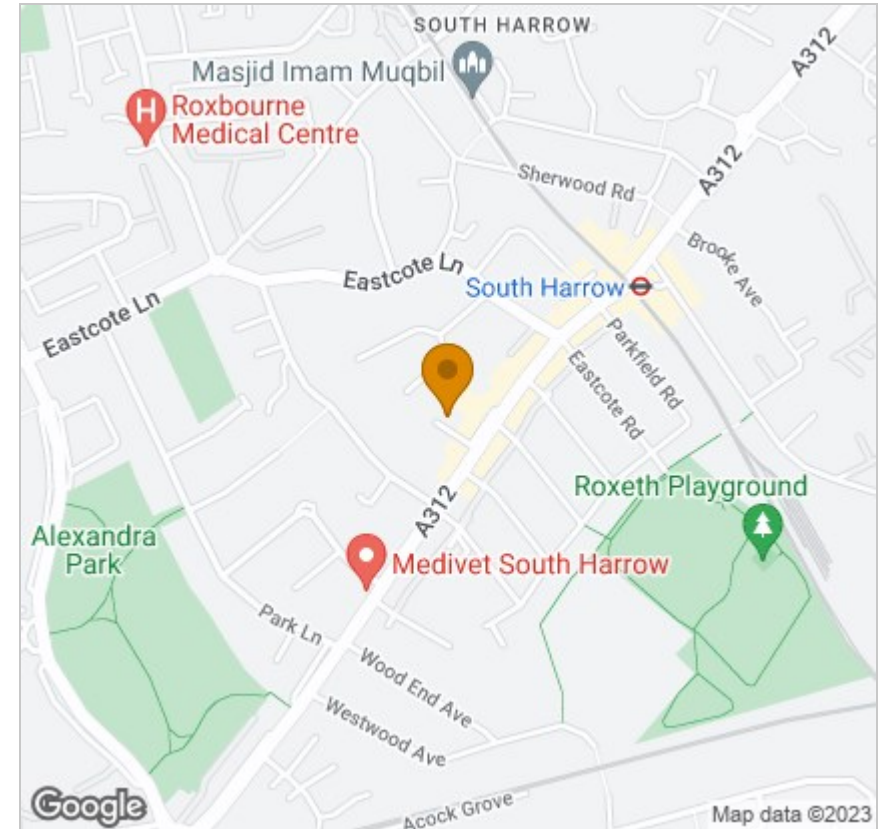 SOUTH HARROW
Masjid Imam Muqbil
A312
H
Roxbourne
Medical Centre
Sherwood Rd
A312
Brooke Ave
Eastcote Ln
South Harrow
Eastcote Ln
Parkfield Rd
Eastcote Rd
Roxeth Playground
A312
Alexandra
Park
Medivet South Harrow
Park Ln
Wood End Ave
Westwood Ave
Acock Grove
Google
Map data ©2023